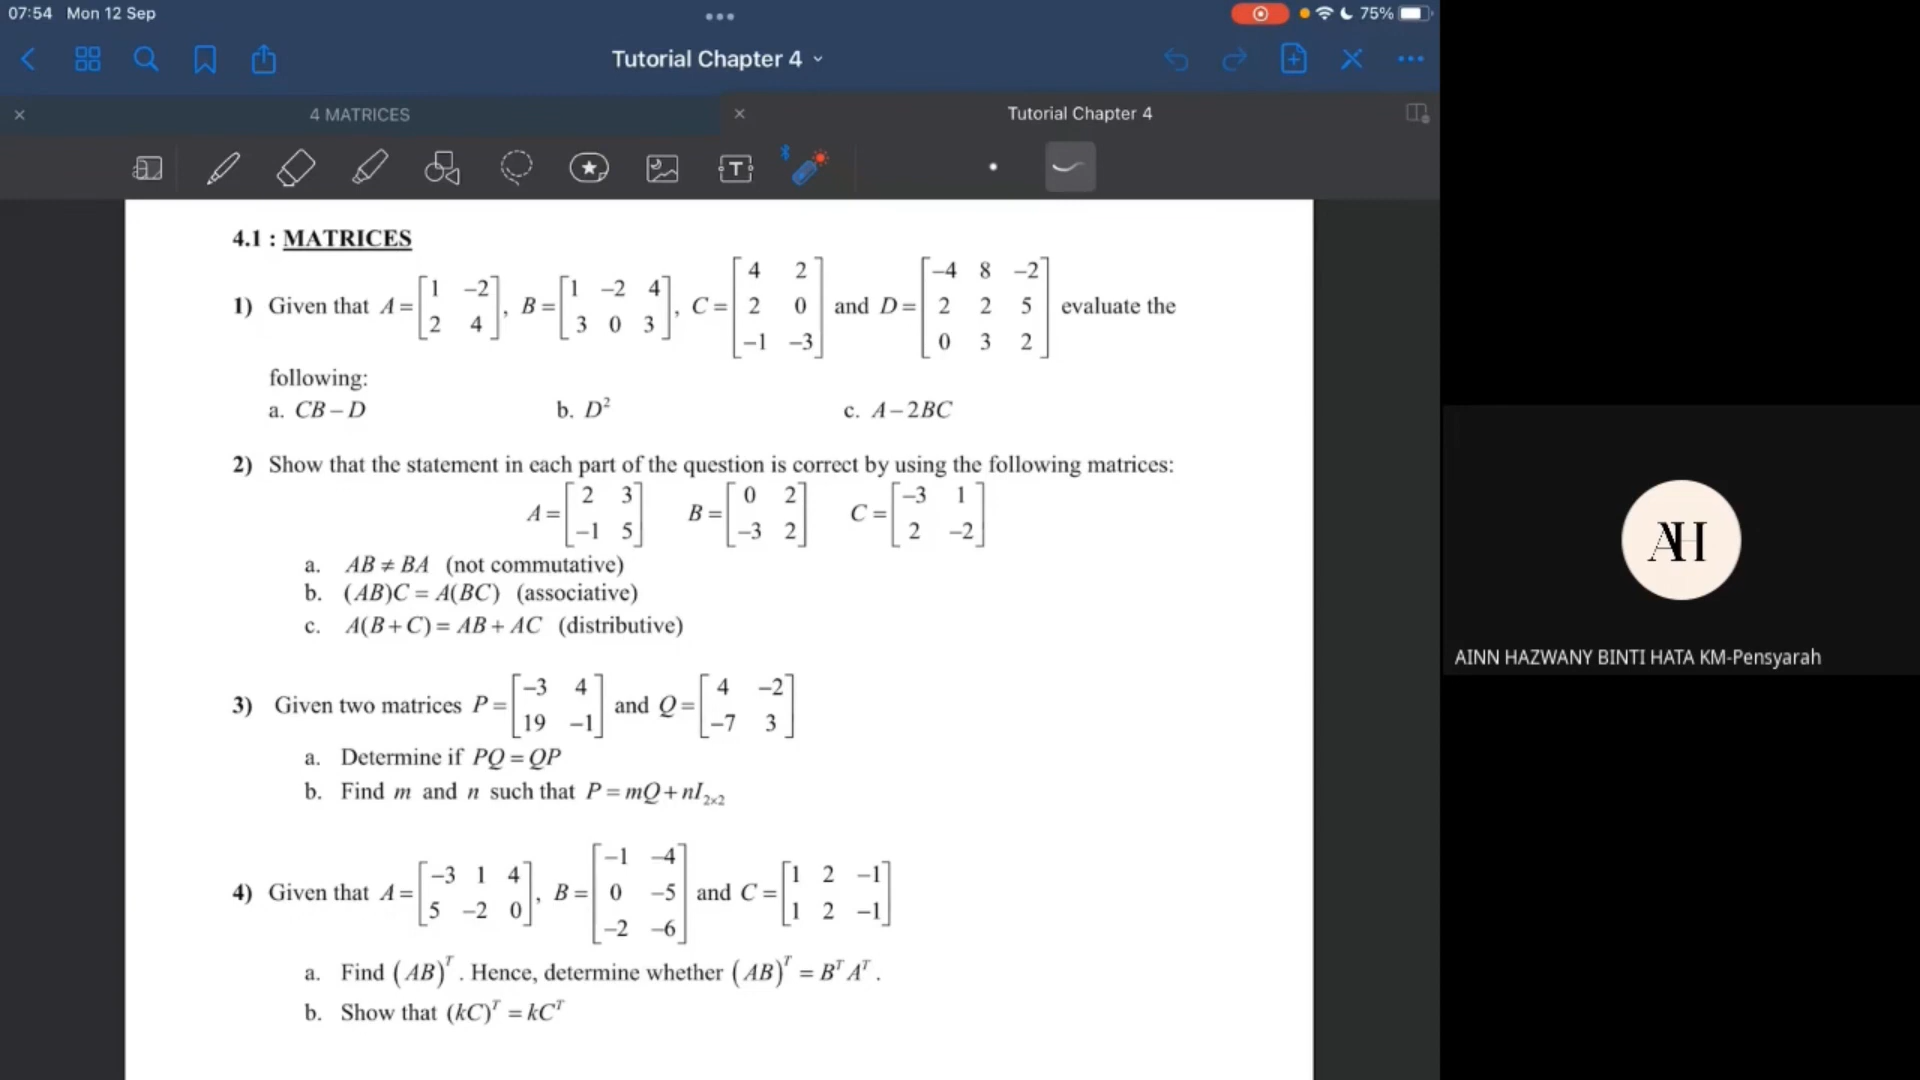 07:54 Mon 12 Sep
75%
Tutorial Chapter 4
4 MATRICES
Tutorial Chapter 4
4.1 : MATRICES
1) Given that A = [1 −2; 2 4], B = [1 −2 4; 3 0 3], C = [4 2; 2 0; −1 −3] and D = [−4 8 −2; 2 2 5; 0 3 2] evaluate the
following:
a. CB − D b. D² c. A − 2BC
2) Show that the statement in each part of the question is correct by using the following matrices:
A = [2 3; −1 5] B = [0 2; −3 2] C = [−3 1; 2 −2]
a. AB ≠ BA (not commutative)
b. (AB)C = A(BC) (associative)
c. A(B + C) = AB + AC (distributive)
3) Given two matrices P = [−3 4; 19 −1] and Q = [4 −2; −7 3]
a. Determine if PQ = QP
b. Find m and n such that P = mQ + nI₂ₓ₂
4) Given that A = [−3 1 4; 5 −2 0], B = [−1 −4; 0 −5; −2 −6] and C = [1 2 −1; 1 2 −1]
a. Find (AB)ᵀ. Hence, determine whether (AB)ᵀ = BᵀAᵀ.
b. Show that (kC)ᵀ = kCᵀ
AH
AINN HAZWANY BINTI HATA KM-Pensyarah